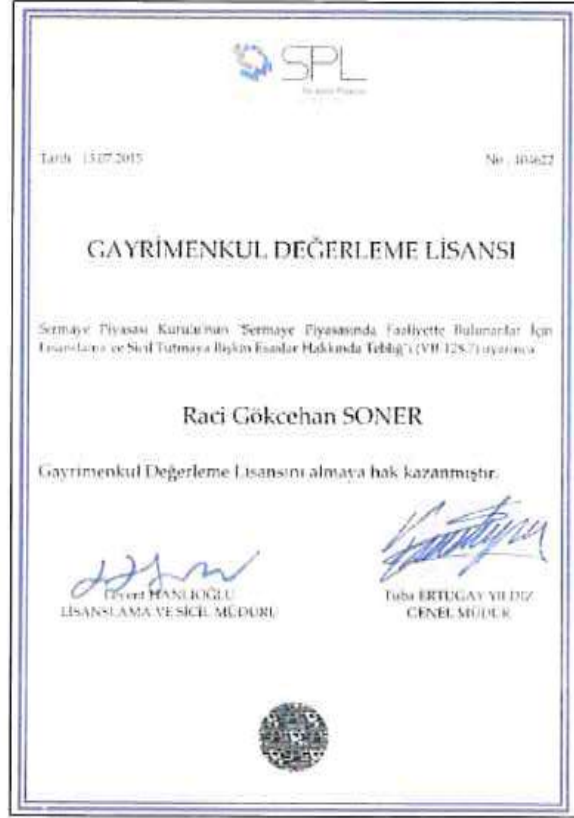 SPL
Tarih : 13.07.2015
No : 404622
GAYRİMENKUL DEĞERLEME LİSANSI
Sermaye Piyasası Kurulu'nun "Sermaye Piyasasında Faaliyette Bulunanlar İçin
Lisanslama ve Sicil Tutmaya İlişkin Esaslar Hakkında Tebliğ"i (VII-128.7) uyarınca
Raci Gökcehan SONER
Gayrimenkul Değerleme Lisansını almaya hak kazanmıştır.
Levent HANLIOĞLU
LİSANSLAMA VE SİCİL MÜDÜRÜ
Tuba ERTUGAY YILDIZ
GENEL MÜDÜR